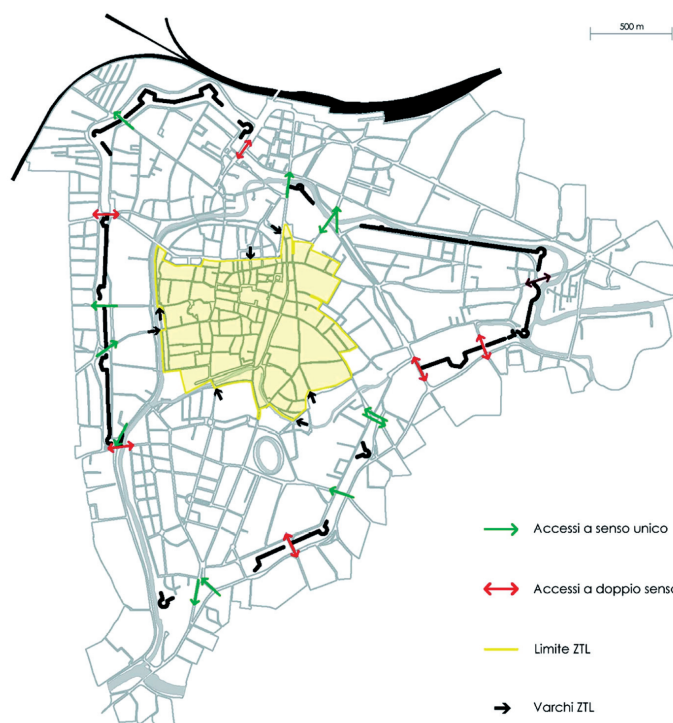 500 m
Accessi a senso unico
Accessi a doppio senso
Limite ZTL
Varchi ZTL